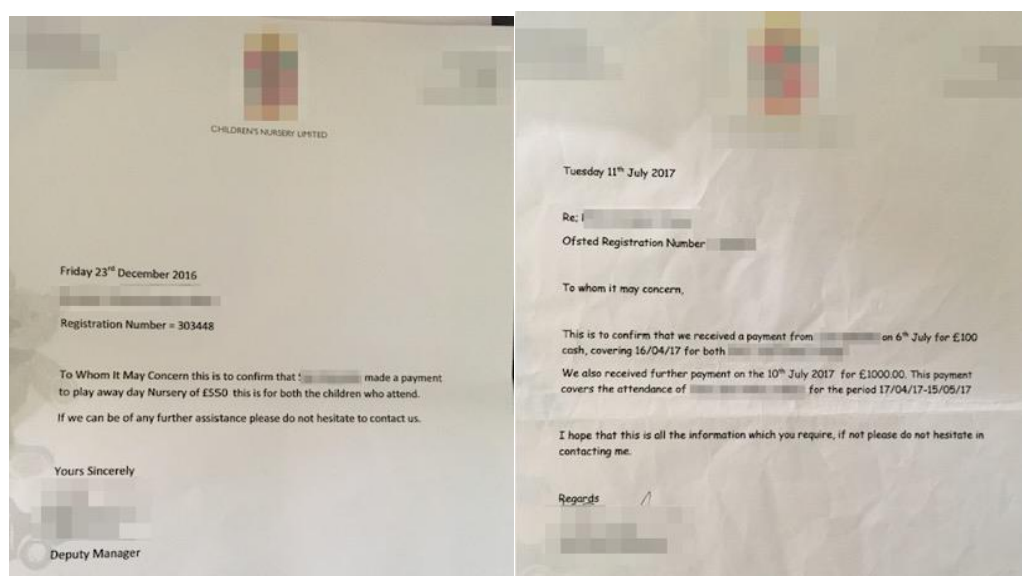 CHILDREN'S NURSERY LIMITED
Friday 23rd December 2016
Registration Number = 303448
To Whom It May Concern this is to confirm that made a payment
to play away day Nursery of £550 this is for both the children who attend.
If we can be of any further assistance please do not hesitate to contact us.
Yours Sincerely
Deputy Manager
Tuesday 11th July 2017
Re:
Ofsted Registration Number
To whom it may concern,
This is to confirm that we received a payment from on 6th July for £100
cash, covering 16/04/17 for both
We also received further payment on the 10th July 2017 for £1000.00. This payment
covers the attendance of for the period 17/04/17-15/05/17
I hope that this is all the information which you require, if not please do not hesitate in
contacting me.
Regards